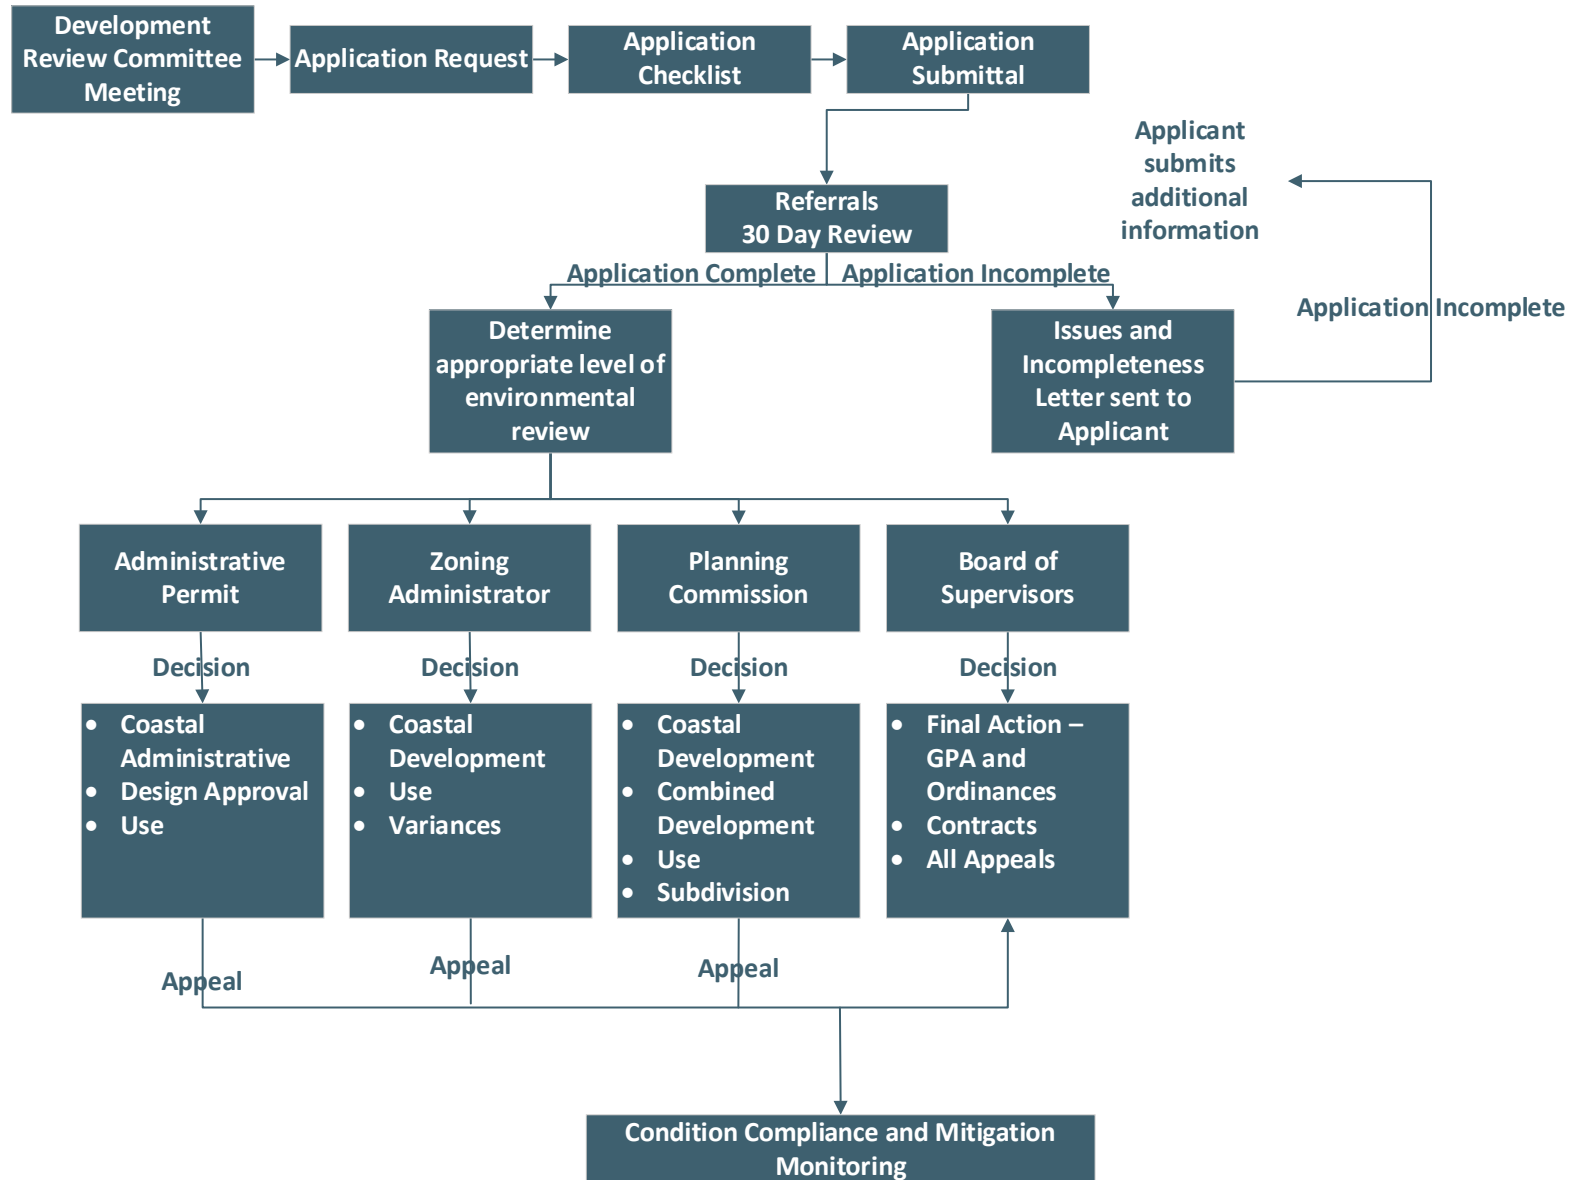 Development
Review Committee
Meeting
Application Request
Application
Checklist
Application
Submittal
Applicant
submits
additional
information
Referrals
30 Day Review
Application Complete
Application Incomplete
Application Incomplete
Determine
appropriate level of
environmental
review
Issues and
Incompleteness
Letter sent to
Applicant
Administrative
Permit
Zoning
Administrator
Planning
Commission
Board of
Supervisors
Decision
Decision
Decision
Decision
• Coastal
Administrative
• Design Approval
• Use
• Coastal
Development
• Use
• Variances
• Coastal
Development
• Combined
Development
• Use
• Subdivision
• Final Action –
GPA and
Ordinances
• Contracts
• All Appeals
Appeal
Appeal
Appeal
Condition Compliance and Mitigation
Monitoring